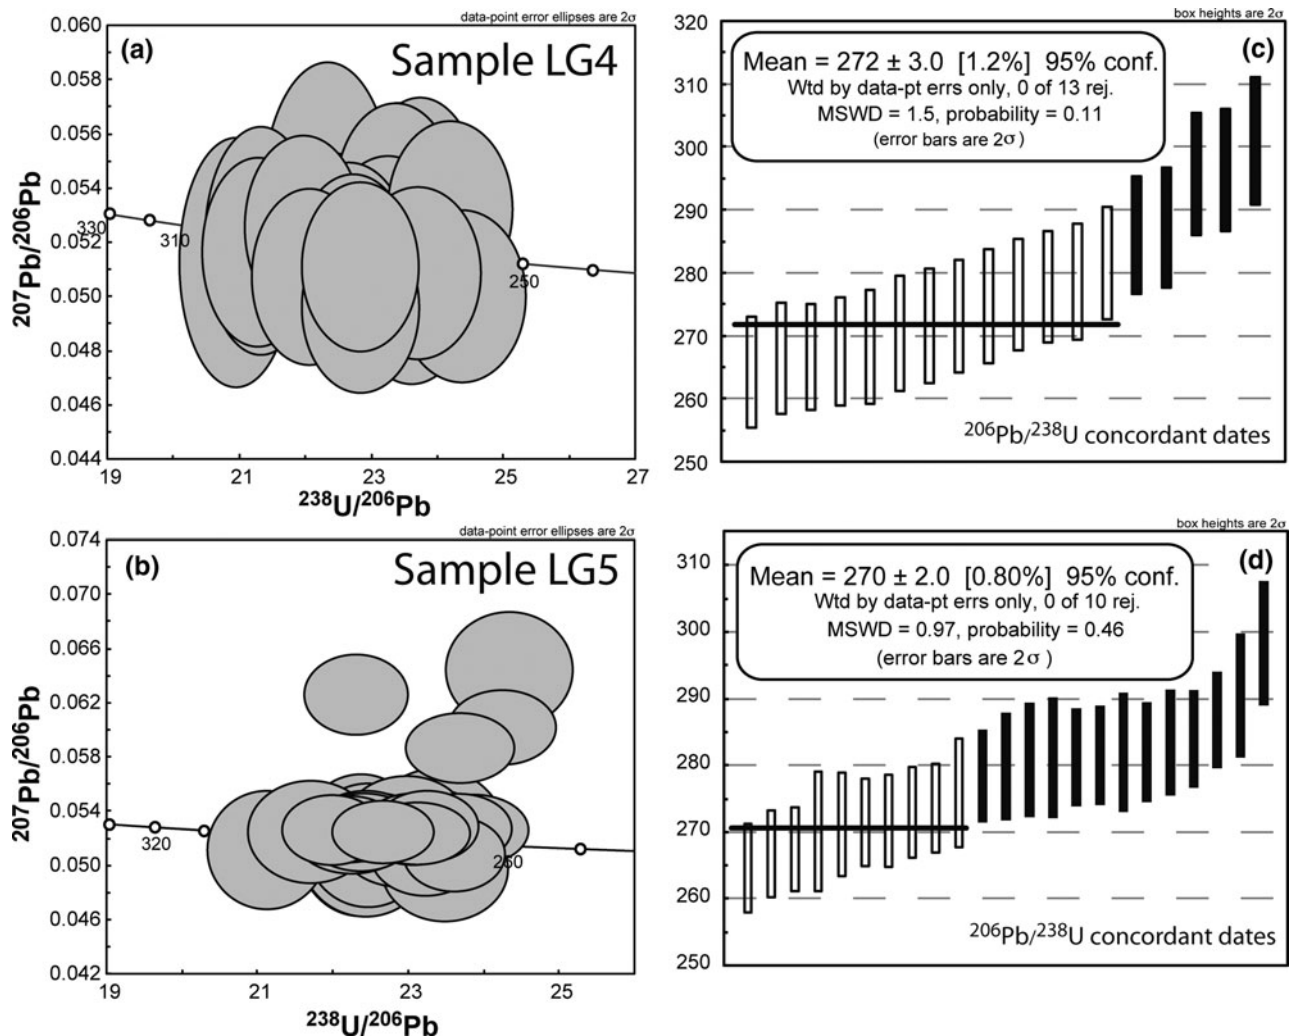 data-point error ellipses are 2σ
(a)
Sample LG4
0.060
0.058
0.056
0.054
0.052
0.050
0.048
0.046
0.044
207Pb/206Pb
330
310
250
19
21
23
25
27
238U/206Pb
box heights are 2σ
(c)
Mean = 272 ± 3.0 [1.2%] 95% conf.
Wtd by data-pt errs only, 0 of 13 rej.
MSWD = 1.5, probability = 0.11
(error bars are 2σ)
320
310
300
290
280
270
260
250
206Pb/238U concordant dates
data-point error ellipses are 2σ
(b)
Sample LG5
0.074
0.070
0.066
0.062
0.058
0.054
0.050
0.046
0.042
207Pb/206Pb
320
260
19
21
23
25
238U/206Pb
box heights are 2σ
(d)
Mean = 270 ± 2.0 [0.80%] 95% conf.
Wtd by data-pt errs only, 0 of 10 rej.
MSWD = 0.97, probability = 0.46
(error bars are 2σ)
310
300
290
280
270
260
250
206Pb/238U concordant dates